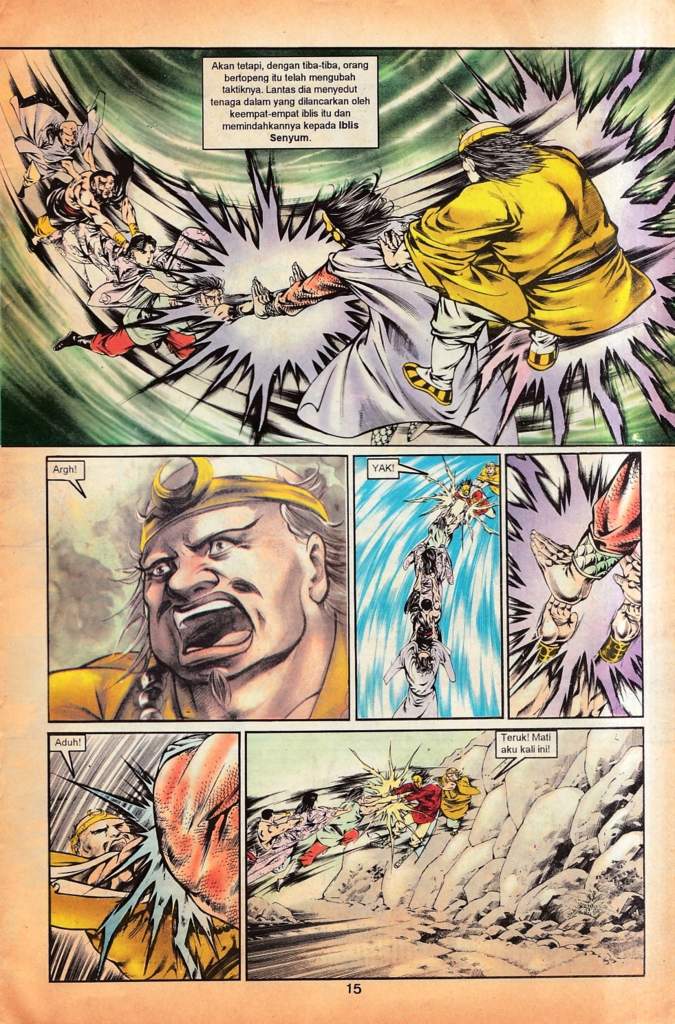 Akan tetapi, dengan tiba-tiba, orang
bertopeng itu telah mengubah
taktiknya. Lantas dia menyedut
tenaga dalam yang dilancarkan oleh
keempat-empat iblis itu dan
memindahkannya kepada Iblis
Senyum.
Argh!
YAK!
Aduh!
Teruk! Mati
aku kali ini!
15